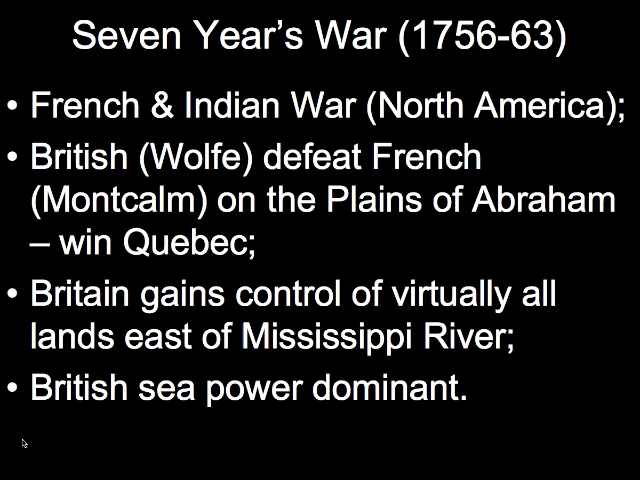 Seven Year’s War (1756-63)
• French & Indian War (North America);
• British (Wolfe) defeat French
(Montcalm) on the Plains of Abraham
– win Quebec;
• Britain gains control of virtually all
lands east of Mississippi River;
• British sea power dominant.